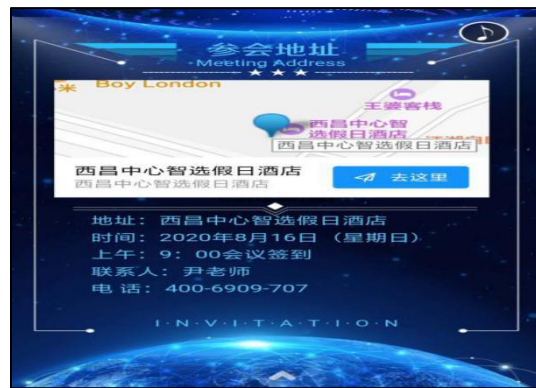 参会地址
Meeting Address
米 Boy London
王婆客栈
西昌中心智
选假日酒店
西昌中心智选假日酒店
西昌中心智选假日酒店
西昌中心智选假日酒店
去这里
地址：西昌中心智选假日酒店
时间：2020年8月16日（星期日）
上午：9：00会议签到
联系人：尹老师
电话：400-6909-707
I·N·V·I·T·A·T·I·O·N